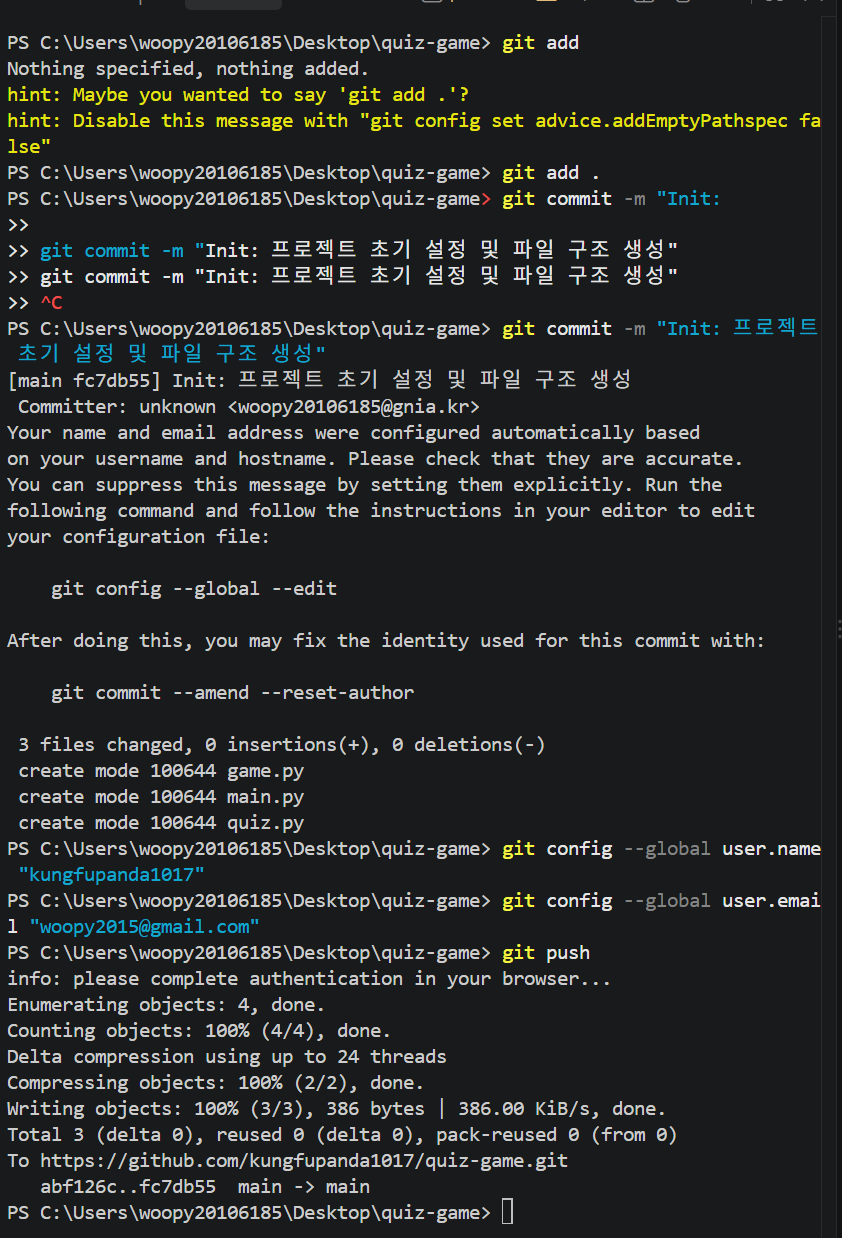 PS C:\Users\woopy20106185\Desktop\quiz-game> git add
Nothing specified, nothing added.
hint: Maybe you wanted to say 'git add .'?
hint: Disable this message with "git config set advice.addEmptyPathspec fa
lse"
PS C:\Users\woopy20106185\Desktop\quiz-game> git add .
PS C:\Users\woopy20106185\Desktop\quiz-game> git commit -m "Init:
>>
>> git commit -m "Init: 프로젝트 초기 설정 및 파일 구조 생성"
>> git commit -m "Init: 프로젝트 초기 설정 및 파일 구조 생성"
>> ^C
PS C:\Users\woopy20106185\Desktop\quiz-game> git commit -m "Init: 프로젝트
 초기 설정 및 파일 구조 생성"
[main fc7db55] Init: 프로젝트 초기 설정 및 파일 구조 생성
 Committer: unknown <woopy20106185@gnia.kr>
Your name and email address were configured automatically based
on your username and hostname. Please check that they are accurate.
You can suppress this message by setting them explicitly. Run the
following command and follow the instructions in your editor to edit
your configuration file:

    git config --global --edit

After doing this, you may fix the identity used for this commit with:

    git commit --amend --reset-author

 3 files changed, 0 insertions(+), 0 deletions(-)
 create mode 100644 game.py
 create mode 100644 main.py
 create mode 100644 quiz.py
PS C:\Users\woopy20106185\Desktop\quiz-game> git config --global user.name
 "kungfupanda1017"
PS C:\Users\woopy20106185\Desktop\quiz-game> git config --global user.emai
l "woopy2015@gmail.com"
PS C:\Users\woopy20106185\Desktop\quiz-game> git push
info: please complete authentication in your browser...
Enumerating objects: 4, done.
Counting objects: 100% (4/4), done.
Delta compression using up to 24 threads
Compressing objects: 100% (2/2), done.
Writing objects: 100% (3/3), 386 bytes | 386.00 KiB/s, done.
Total 3 (delta 0), reused 0 (delta 0), pack-reused 0 (from 0)
To https://github.com/kungfupanda1017/quiz-game.git
   abf126c..fc7db55  main -> main
PS C:\Users\woopy20106185\Desktop\quiz-game>